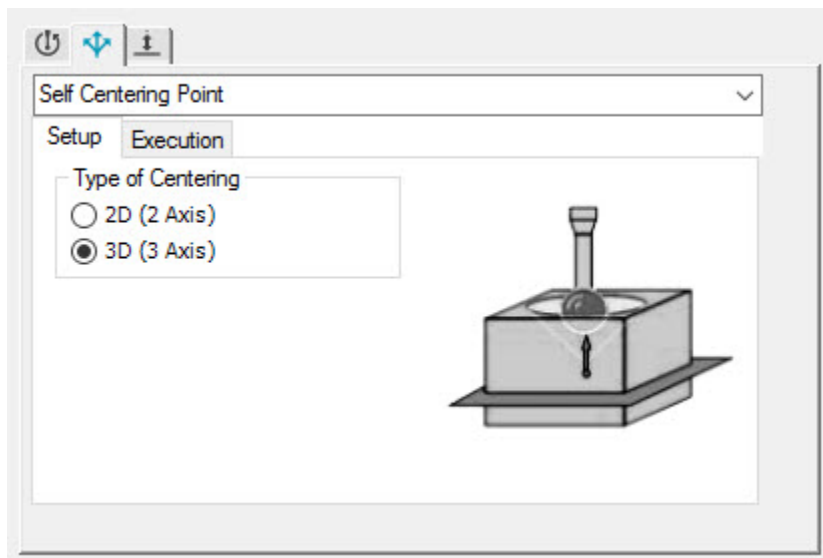 Self Centering Point
Setup Execution
Type of Centering
2D (2 Axis)
3D (3 Axis)